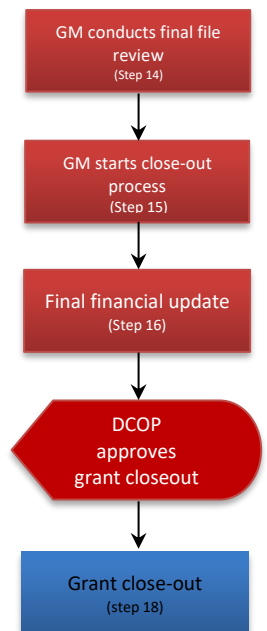 GM conducts final file
review
(Step 14)
GM starts close-out
process
(Step 15)
Final financial update
(Step 16)
DCOP
approves
grant closeout
Grant close-out
(step 18)